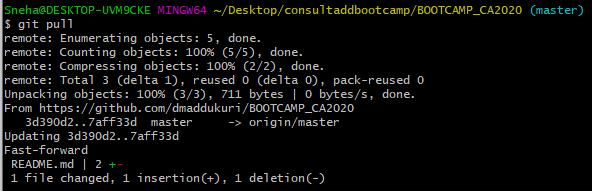 Sneha@DESKTOP-UVM9CKE MINGW64 ~/Desktop/consultaddbootcamp/BOOTCAMP_CA2020 (master)
$ git pull
remote: Enumerating objects: 5, done.
remote: Counting objects: 100% (5/5), done.
remote: Compressing objects: 100% (2/2), done.
remote: Total 3 (delta 1), reused 0 (delta 0), pack-reused 0
Unpacking objects: 100% (3/3), 711 bytes | 0 bytes/s, done.
From https://github.com/dmaddukuri/BOOTCAMP_CA2020
   3d390d2..7aff33d  master     -> origin/master
Updating 3d390d2..7aff33d
Fast-forward
 README.md | 2 +-
 1 file changed, 1 insertion(+), 1 deletion(-)